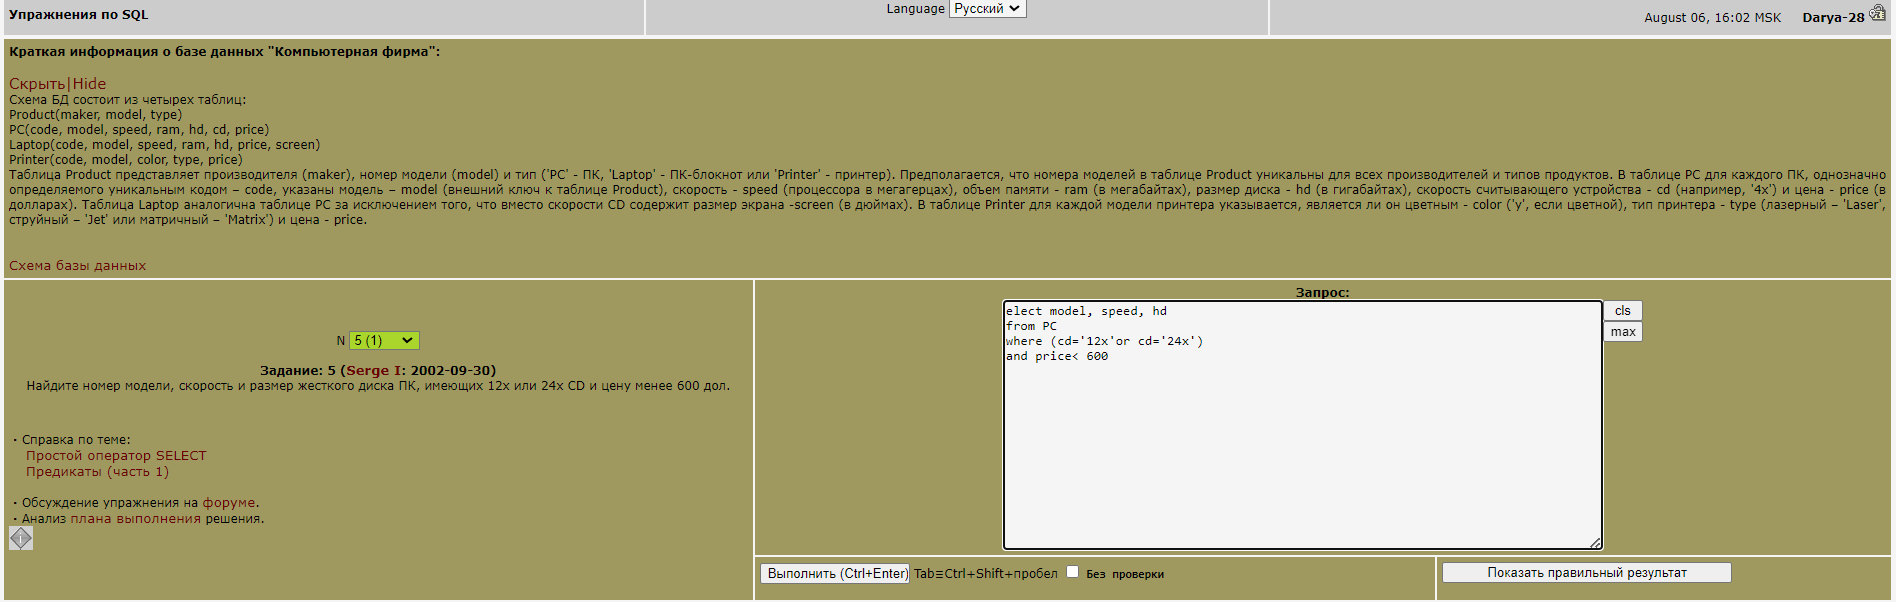 Упражнения по SQL
Language Русский
August 06, 16:02 MSK Darya-28
Краткая информация о базе данных "Компьютерная фирма":
Скрыть|Hide
Схема БД состоит из четырех таблиц:
Product(maker, model, type)
PC(code, model, speed, ram, hd, cd, price)
Laptop(code, model, speed, ram, hd, price, screen)
Printer(code, model, color, type, price)
Таблица Product представляет производителя (maker), номер модели (model) и тип ('PC' - ПК, 'Laptop' - ПК-блокнот или 'Printer' - принтер). Предполагается, что номера моделей в таблице Product уникальны для всех производителей и типов продуктов. В таблице PC для каждого ПК, однозначно
определяемого уникальным кодом – code, указаны модель – model (внешний ключ к таблице Product), скорость - speed (процессора в мегагерцах), объем памяти - ram (в мегабайтах), размер диска - hd (в гигабайтах), скорость считывающего устройства - cd (например, '4x') и цена - price (в
долларах). Таблица Laptop аналогична таблице РС за исключением того, что вместо скорости CD содержит размер экрана -screen (в дюймах). В таблице Printer для каждой модели принтера указывается, является ли он цветным - color ('y', если цветной), тип принтера - type (лазерный – 'Laser',
струйный – 'Jet' или матричный – 'Matrix') и цена - price.
Схема базы данных
N 5 (1)
Задание: 5 (Serge I: 2002-09-30)
Найдите номер модели, скорость и размер жесткого диска ПК, имеющих 12x или 24x CD и цену менее 600 дол.
· Справка по теме:
Простой оператор SELECT
Предикаты (часть 1)
· Обсуждение упражнения на форуме.
· Анализ плана выполнения решения.
Запрос:
elect model, speed, hd
from PC
where (cd='12x'or cd='24x')
and price< 600
cls
max
Выполнить (Ctrl+Enter) Tab≡Ctrl+Shift+пробел Без проверки
Показать правильный результат